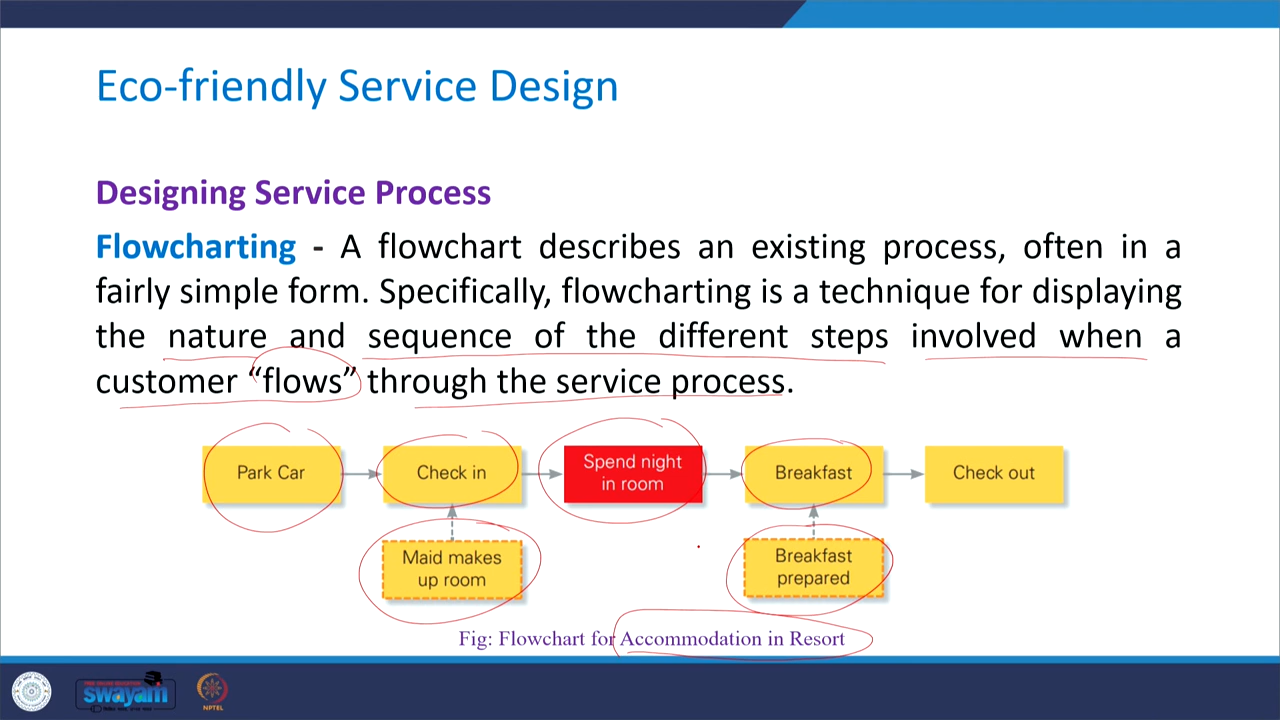 Eco-friendly Service Design
Designing Service Process
Flowcharting - A flowchart describes an existing process, often in a
fairly simple form. Specifically, flowcharting is a technique for displaying
the nature and sequence of the different steps involved when a
customer “flows” through the service process.
Park Car
Check in
Spend night
in room
Breakfast
Check out
Maid makes
up room
Breakfast
prepared
Fig: Flowchart for Accommodation in Resort
swayam
NPTEL